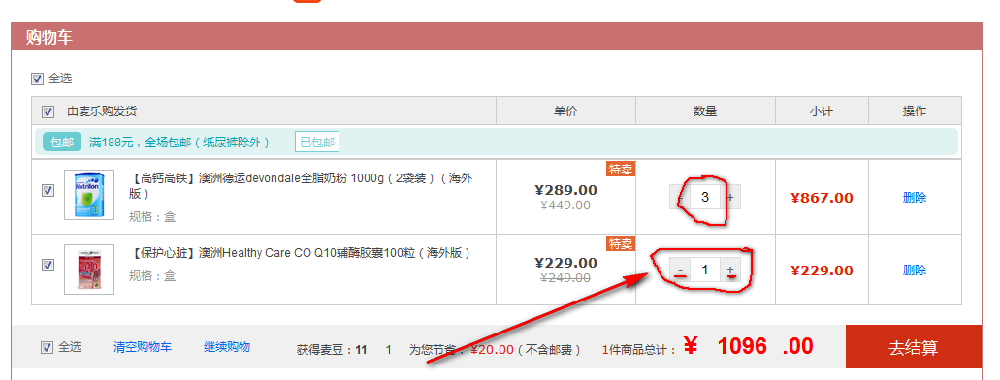 购物车
全选
由麦乐购发货 单价 数量 小计 操作
包邮 满188元，全场包邮（纸尿裤除外） 已包邮
特卖
【高钙高铁】澳洲德运devondale全脂奶粉 1000g（2袋装）（海外版）
规格：盒
¥289.00
¥449.00
- 3 +
¥867.00
删除
Nutrilon
特卖
【保护心脏】澳洲Healthy Care CO Q10辅酶胶囊100粒（海外版）
规格：盒
¥229.00
¥249.00
- 1 +
¥229.00
删除
Q10
全选 清空购物车 继续购物 获得麦豆：11 1 为您节省：¥20.00（不含邮费） 1件商品总计：¥ 1096 .00 去结算